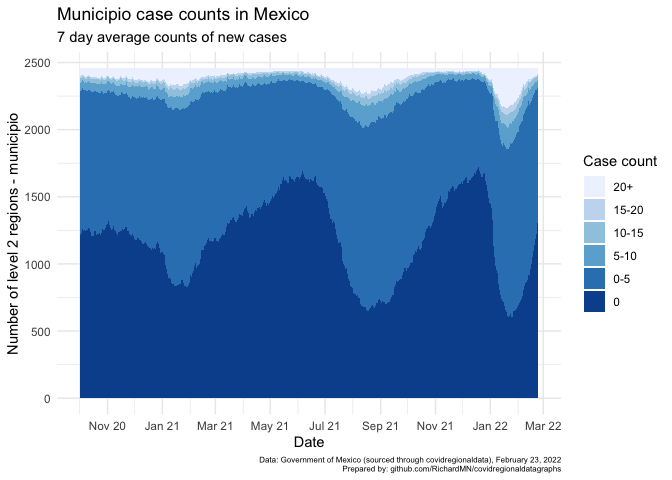 Municipio case counts in Mexico
7 day average counts of new cases
Number of level 2 regions - municipio
2500
2000
1500
1000
500
0
Nov 20
Jan 21
Mar 21
May 21
Jul 21
Sep 21
Nov 21
Jan 22
Mar 22
Date
Case count
20+
15-20
10-15
5-10
0-5
0
Data: Government of Mexico (sourced through covidregionaldata), February 23, 2022
Prepared by: github.com/RichardMN/covidregionaldatagraphs